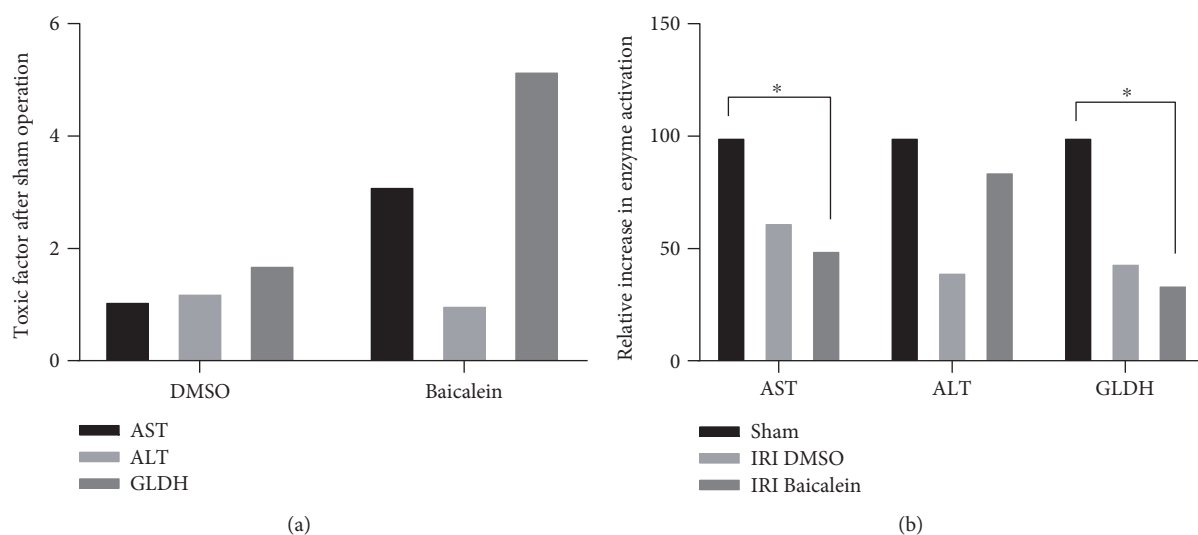 Toxic factor after sham operation
6
4
2
0
DMSO
Baicalein
AST
ALT
GLDH
(a)
Relative increase in enzyme activation
150
100
50
0
*
*
AST
ALT
GLDH
Sham
IRI DMSO
IRI Baicalein
(b)